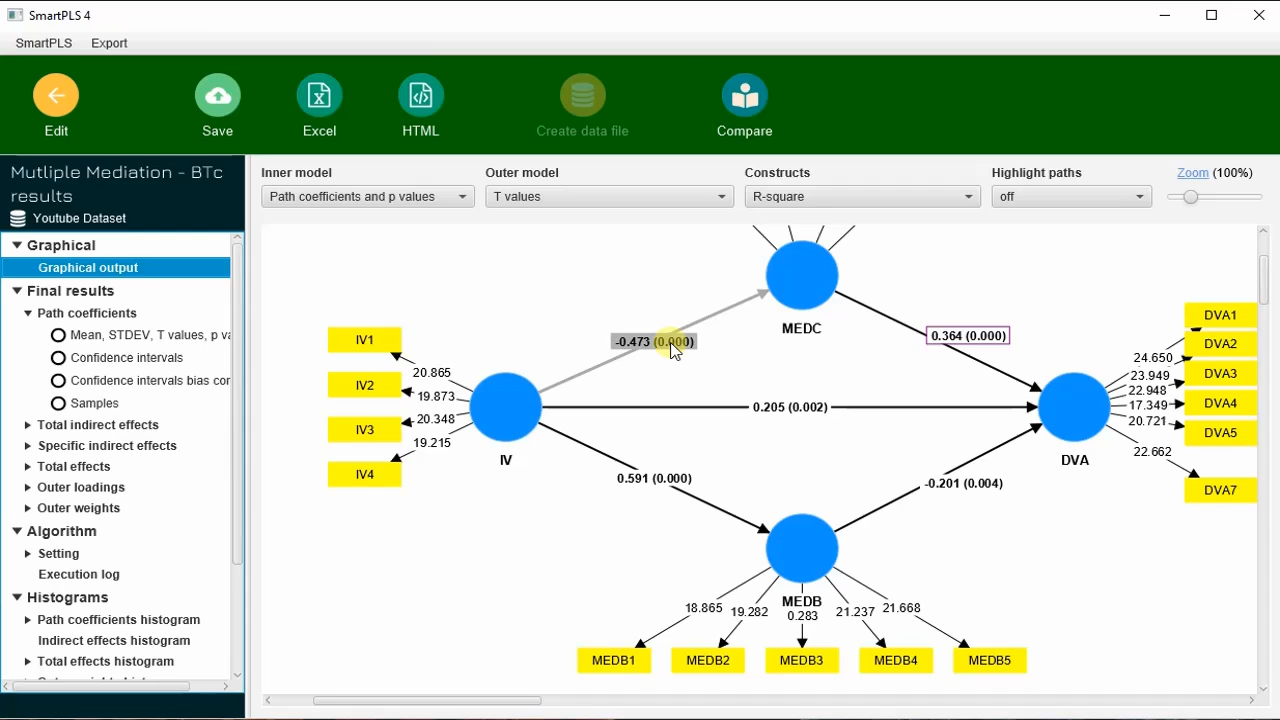 SmartPLS 4
SmartPLS Export
Edit Save Excel HTML Create data file Compare
Mutliple Mediation - BTc
results
Youtube Dataset
Graphical
Graphical output
Final results
Path coefficients
Mean, STDEV, T values, p va
Confidence intervals
Confidence intervals bias cor
Samples
Total indirect effects
Specific indirect effects
Total effects
Outer loadings
Outer weights
Algorithm
Setting
Execution log
Histograms
Path coefficients histogram
Indirect effects histogram
Total effects histogram
Inner model Outer model Constructs Highlight paths Zoom (100%)
Path coefficients and p values T values R-square off
MEDC
-0.473 (0.000)
0.364 (0.000)
IV1
IV2
IV3
IV4
20.865
19.873
20.348
19.215
IV
0.205 (0.002)
0.591 (0.000)
-0.201 (0.004)
DVA
24.650
23.949
22.948
17.349
20.721
22.662
DVA1
DVA2
DVA3
DVA4
DVA5
DVA7
MEDB
18.865 19.282 0.283 21.237 21.668
MEDB1 MEDB2 MEDB3 MEDB4 MEDB5